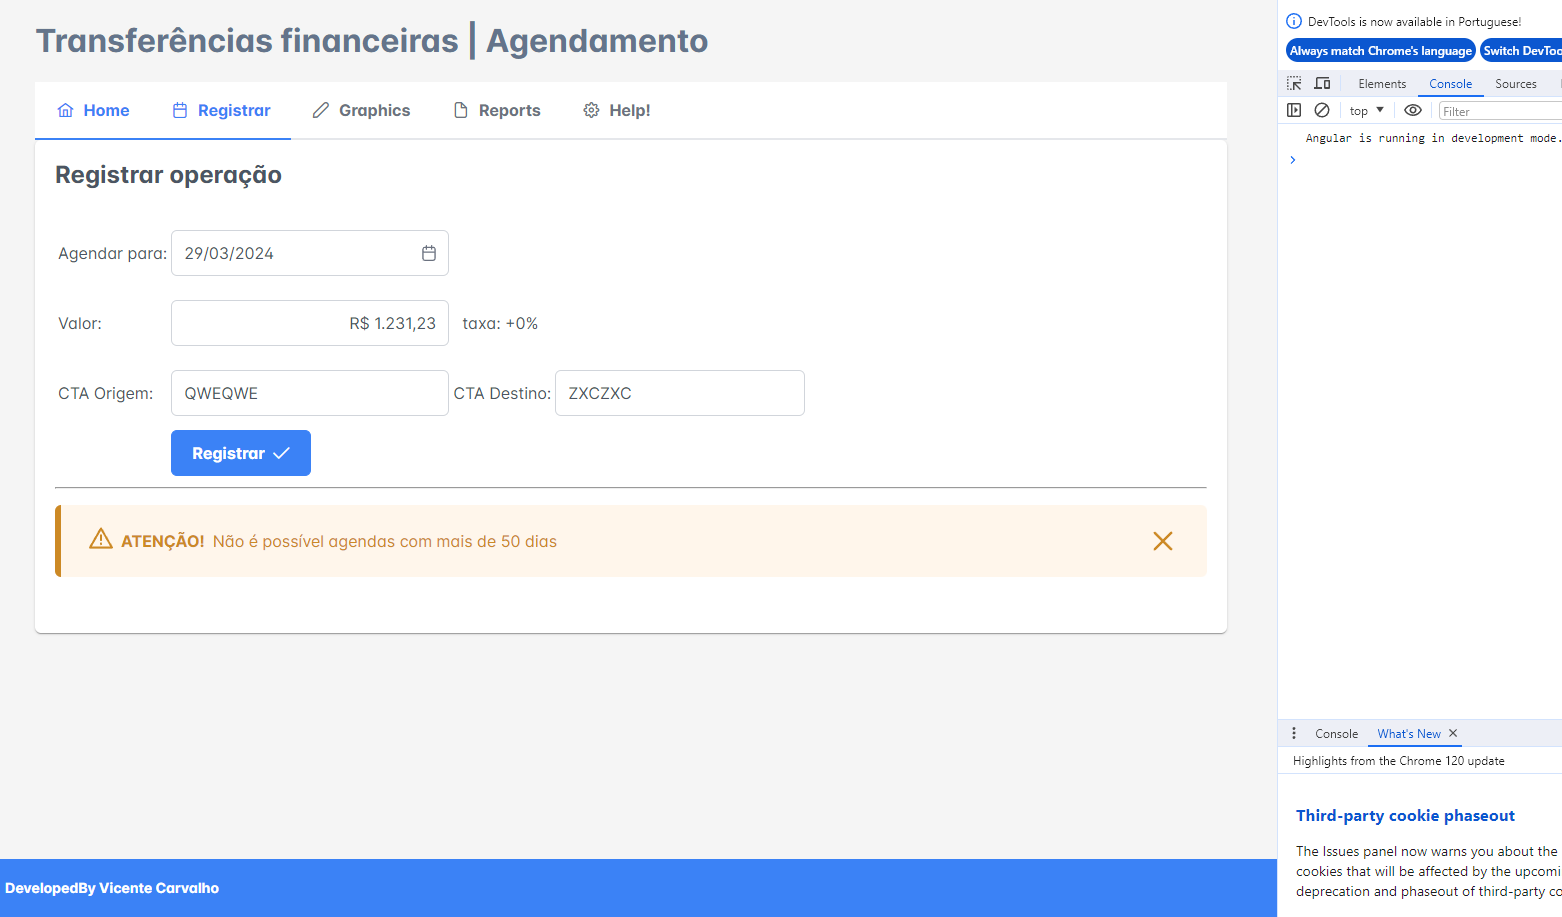 Transferências financeiras | Agendamento
Home Registrar Graphics Reports Help!
Registrar operação
Agendar para: 29/03/2024
Valor: R$ 1.231,23 taxa: +0%
CTA Origem: QWEQWE CTA Destino: ZXCZXC
Registrar
ATENÇÃO! Não é possível agendas com mais de 50 dias
DevelopedBy Vicente Carvalho
DevTools is now available in Portuguese!
Always match Chrome's language Switch DevToo
Elements Console Sources
top Filter
Angular is running in development mode.
Console What's New
Highlights from the Chrome 120 update
Third-party cookie phaseout
The Issues panel now warns you about the
cookies that will be affected by the upcomi
deprecation and phaseout of third-party co